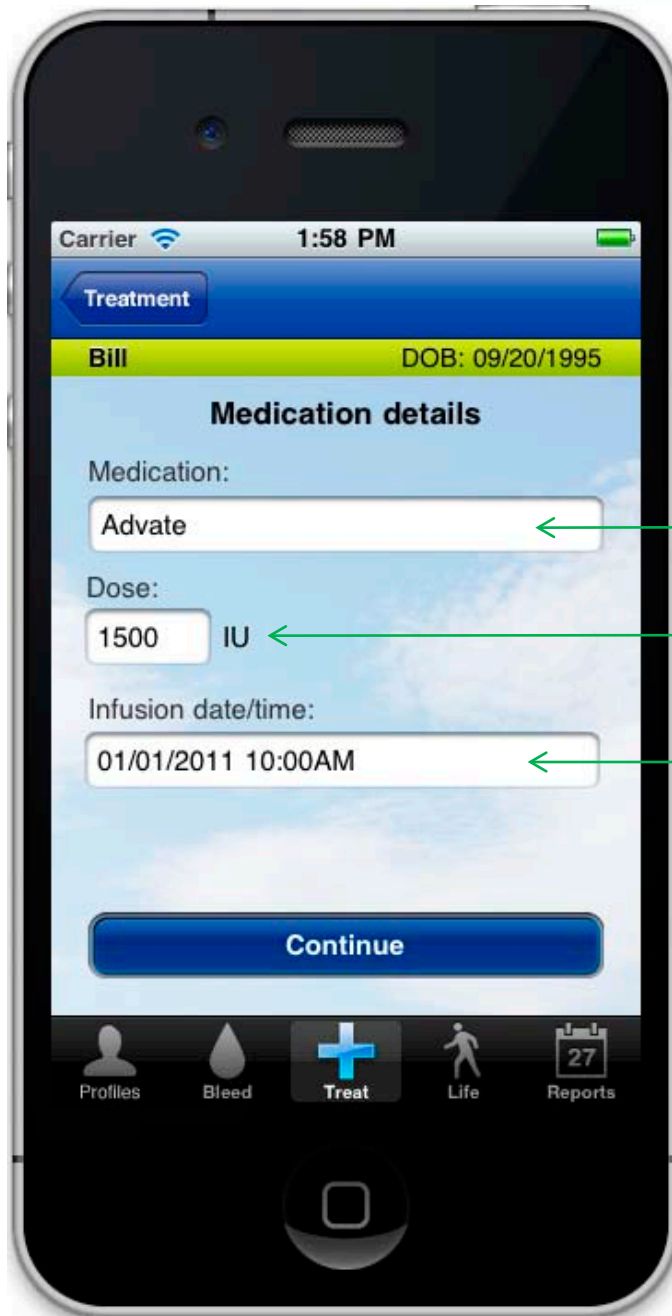 Carrier 1:58 PM
Treatment
Bill DOB: 09/20/1995
Medication details
Medication:
Advate
Dose:
1500 IU
Infusion date/time:
01/01/2011 10:00AM
Continue
27
Profiles Bleed Treat Life Reports